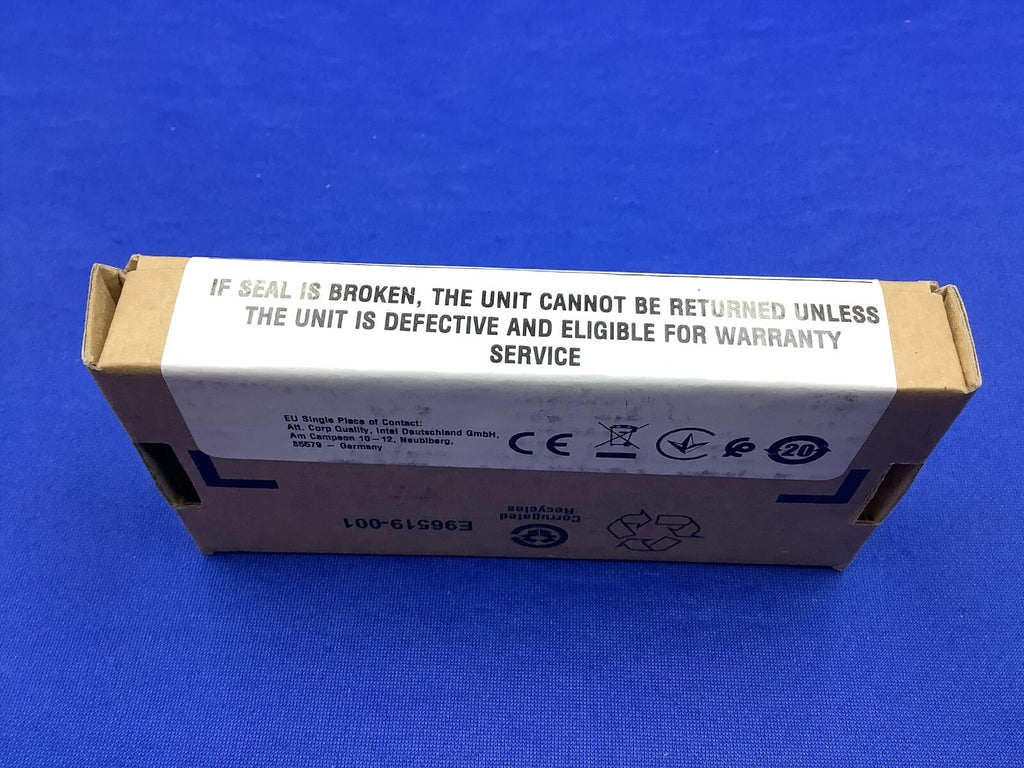 IF SEAL IS BROKEN, THE UNIT CANNOT BE RETURNED UNLESS
THE UNIT IS DEFECTIVE AND ELIGIBLE FOR WARRANTY
SERVICE
EU Single Place of Contact:
Att. Corp Quality, Intel Deutschland GmbH,
Am Campeon 10-12, Neubiberg,
85579 - Germany
CE
20
Corrugated
Recycles
E96519-001